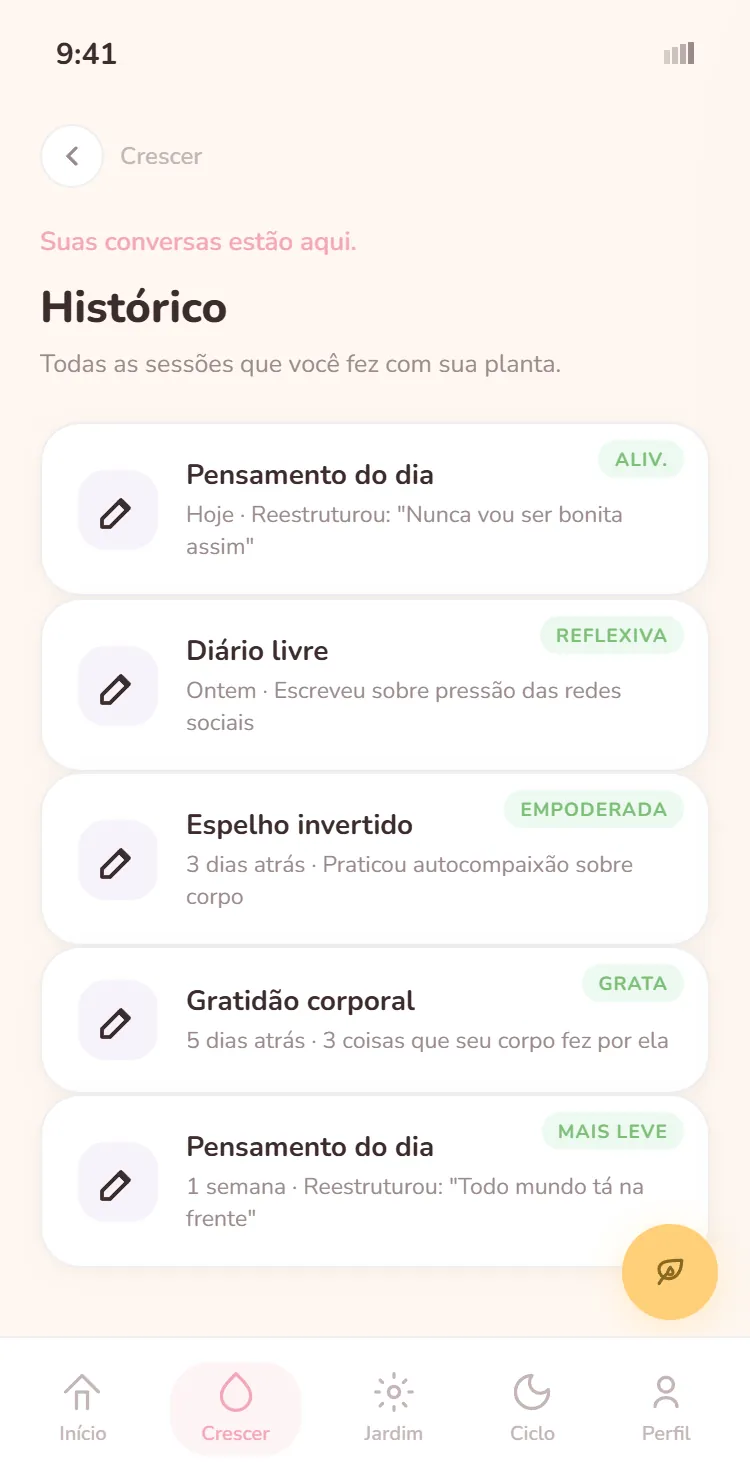 9:41
Crescer
Suas conversas estão aqui.
Histórico
Todas as sessões que você fez com sua planta.
Pensamento do dia
ALIV.
Hoje · Reestruturou: "Nunca vou ser bonita
assim"
Diário livre
REFLEXIVA
Ontem · Escreveu sobre pressão das redes
sociais
Espelho invertido
EMPODERADA
3 dias atrás · Praticou autocompaixão sobre
corpo
Gratidão corporal
GRATA
5 dias atrás · 3 coisas que seu corpo fez por ela
Pensamento do dia
MAIS LEVE
1 semana · Reestruturou: "Todo mundo tá na
frente"
Início
Crescer
Jardim
Ciclo
Perfil